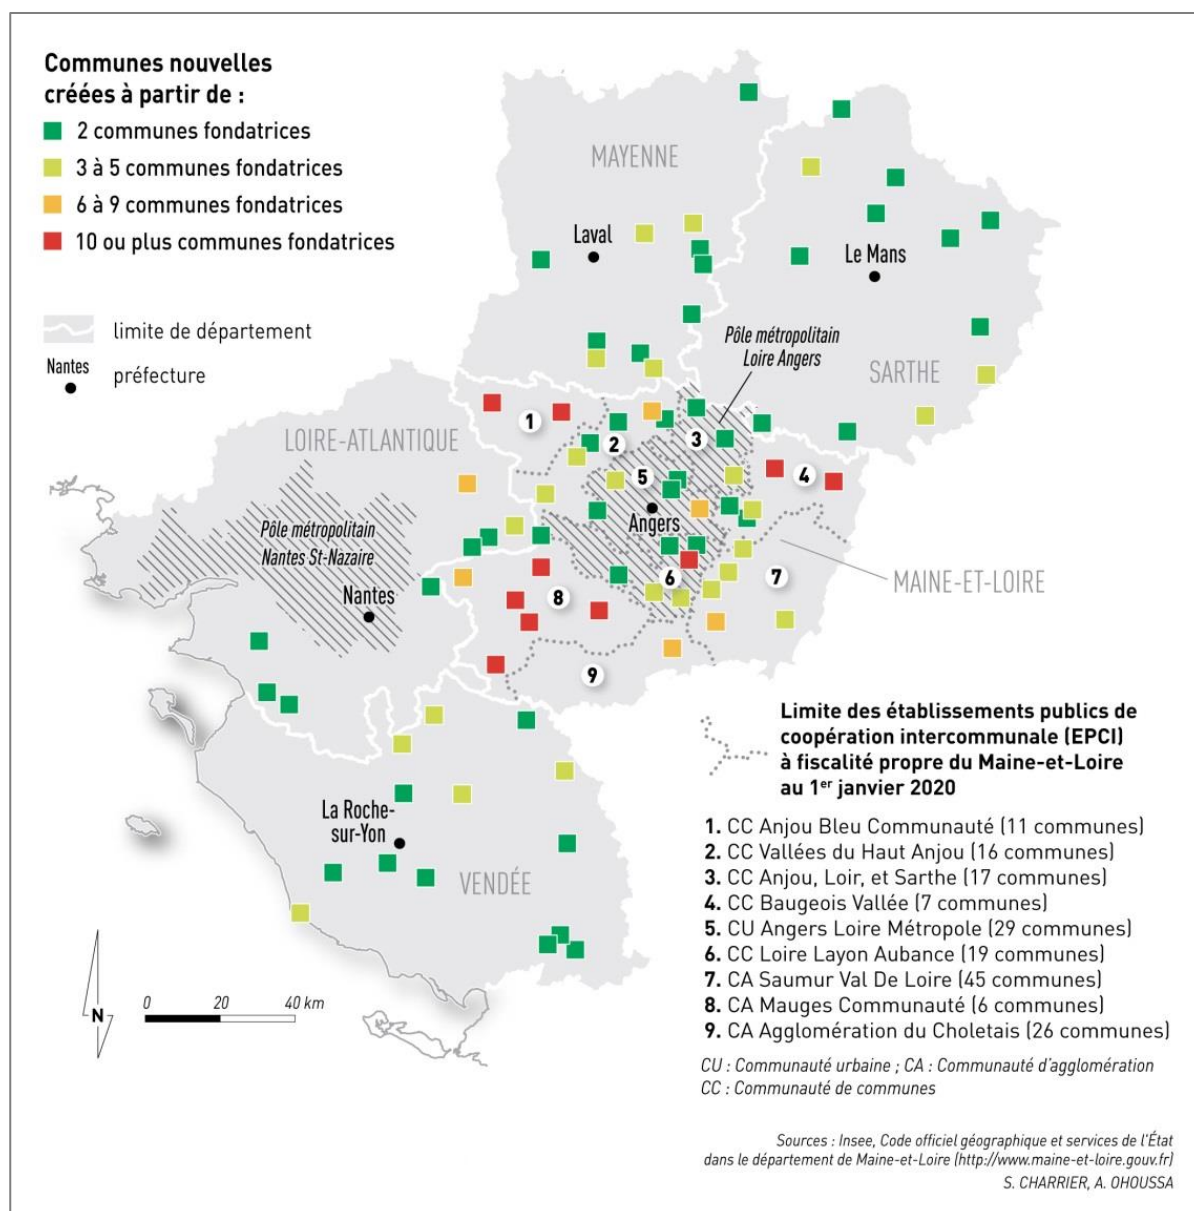 Communes nouvelles
créées à partir de :
2 communes fondatrices
3 à 5 communes fondatrices
6 à 9 communes fondatrices
10 ou plus communes fondatrices
limite de département
Nantes
préfecture
MAYENNE
Laval
Le Mans
Pôle métropolitain
Loire Angers
SARTHE
LOIRE-ATLANTIQUE
1
2
3
4
5
Angers
Pôle métropolitain
Nantes St-Nazaire
Nantes
6
7
8
9
MAINE-ET-LOIRE
La Roche-
sur-Yon
VENDÉE
N
0 20 40 km
Limite des établissements publics de
coopération intercommunale (EPCI)
à fiscalité propre du Maine-et-Loire
au 1er janvier 2020
1. CC Anjou Bleu Communauté (11 communes)
2. CC Vallées du Haut Anjou (16 communes)
3. CC Anjou, Loir, et Sarthe (17 communes)
4. CC Baugeois Vallée (7 communes)
5. CU Angers Loire Métropole (29 communes)
6. CC Loire Layon Aubance (19 communes)
7. CA Saumur Val De Loire (45 communes)
8. CA Mauges Communauté (6 communes)
9. CA Agglomération du Choletais (26 communes)
CU : Communauté urbaine ; CA : Communauté d'agglomération
CC : Communauté de communes
Sources : Insee, Code officiel géographique et services de l'État
dans le département de Maine-et-Loire (http://www.maine-et-loire.gouv.fr)
S. CHARRIER, A. OHOUSSA